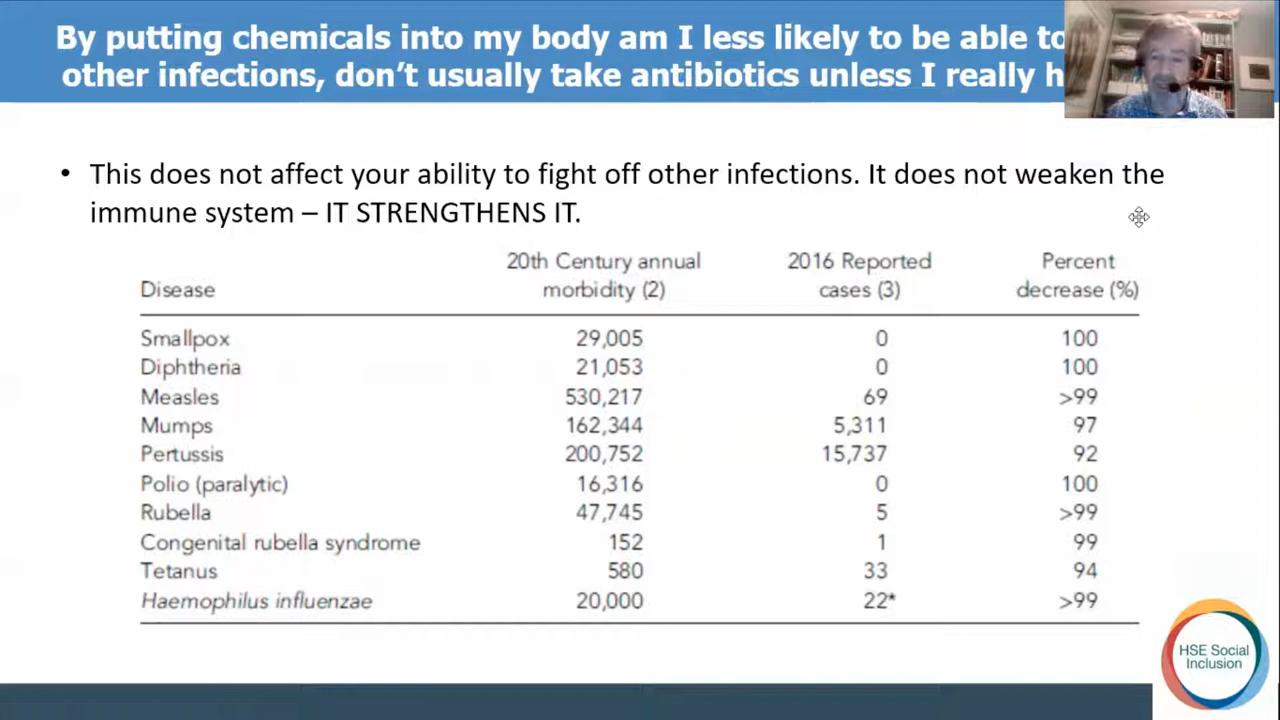 By putting chemicals into my body am I less likely to be able to
other infections, don't usually take antibiotics unless I really h
• This does not affect your ability to fight off other infections. It does not weaken the
immune system – IT STRENGTHENS IT.
Disease 20th Century annual morbidity (2) 2016 Reported cases (3) Percent decrease (%)
Smallpox 29,005 0 100
Diphtheria 21,053 0 100
Measles 530,217 69 >99
Mumps 162,344 5,311 97
Pertussis 200,752 15,737 92
Polio (paralytic) 16,316 0 100
Rubella 47,745 5 >99
Congenital rubella syndrome 152 1 99
Tetanus 580 33 94
Haemophilus influenzae 20,000 22* >99
HSE Social
Inclusion